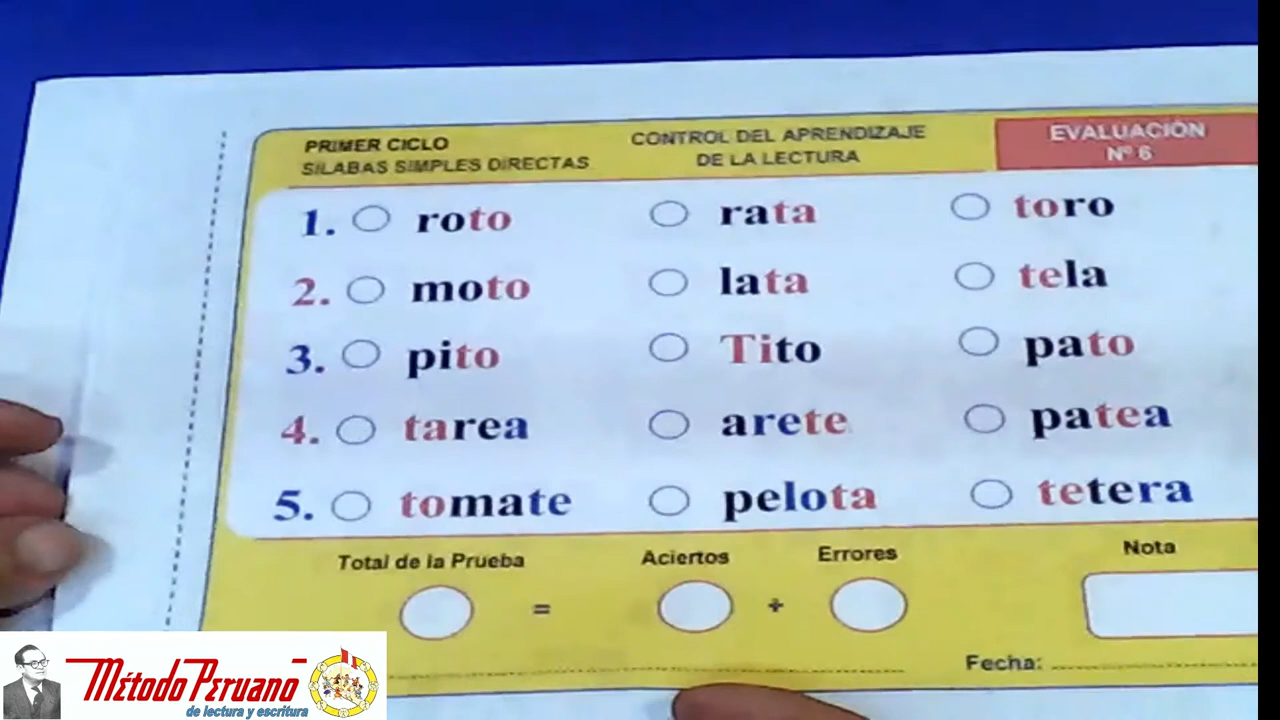 PRIMER CICLO
SILABAS SIMPLES DIRECTAS
CONTROL DEL APRENDIZAJE
DE LA LECTURA
EVALUACIÓN
Nº 6
1. roto rata toro
2. moto lata tela
3. pito Tito pato
4. tarea arete patea
5. tomate pelota tetera
Total de la Prueba Aciertos Errores Nota
= +
Fecha:
Método Peruano
de lectura y escritura